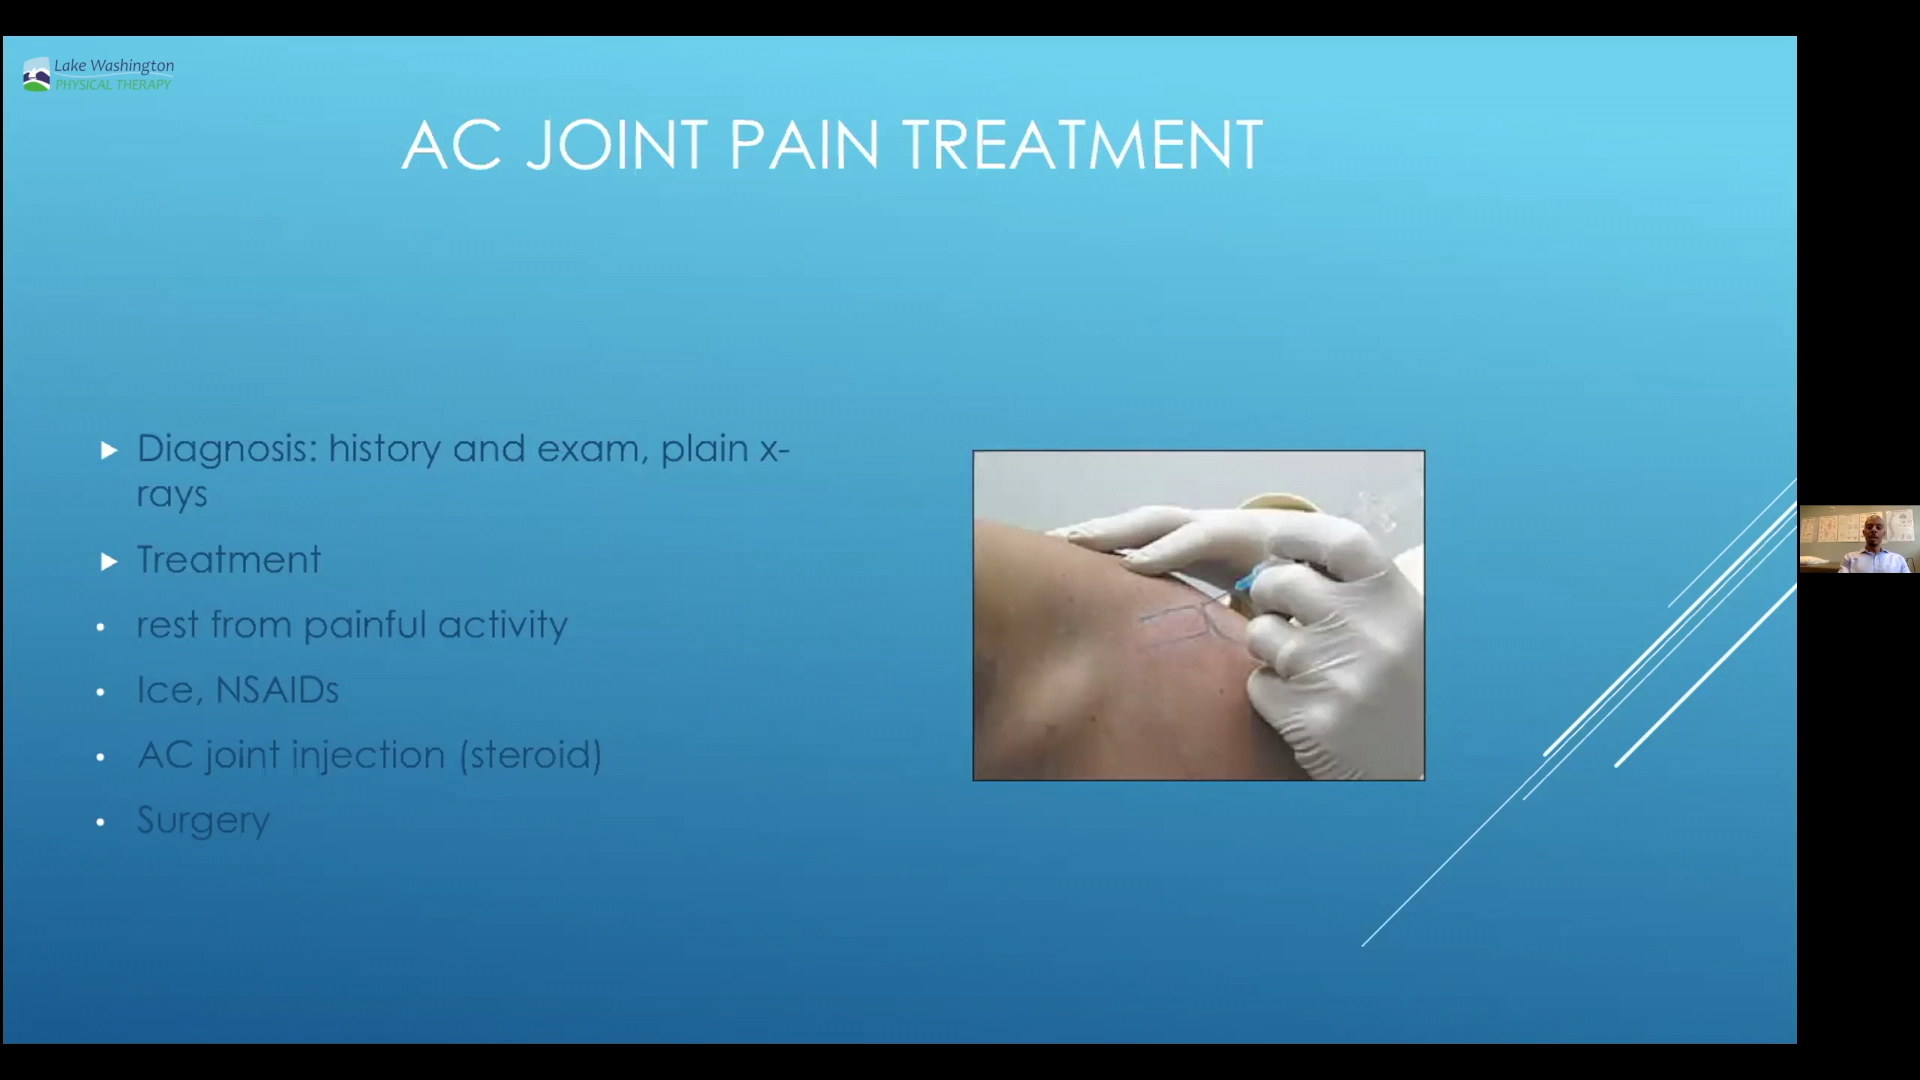 Lake Washington
PHYSICAL THERAPY
AC JOINT PAIN TREATMENT
Diagnosis: history and exam, plain x-
rays
Treatment
rest from painful activity
Ice, NSAIDs
AC joint injection (steroid)
Surgery